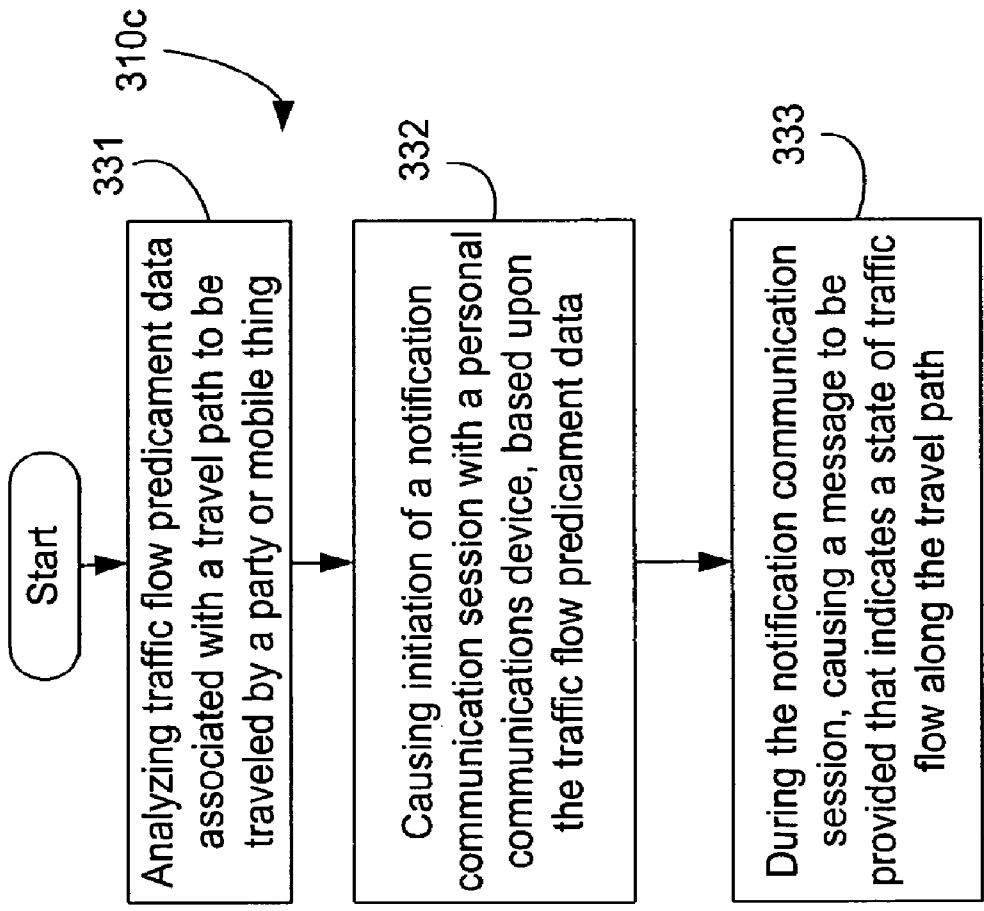 Start
310c
331
Analyzing traffic flow predicament data
associated with a travel path to be
traveled by a party or mobile thing
332
Causing initiation of a notification
communication session with a personal
communications device, based upon
the traffic flow predicament data
333
During the notification communication
session, causing a message to be
provided that indicates a state of traffic
flow along the travel path